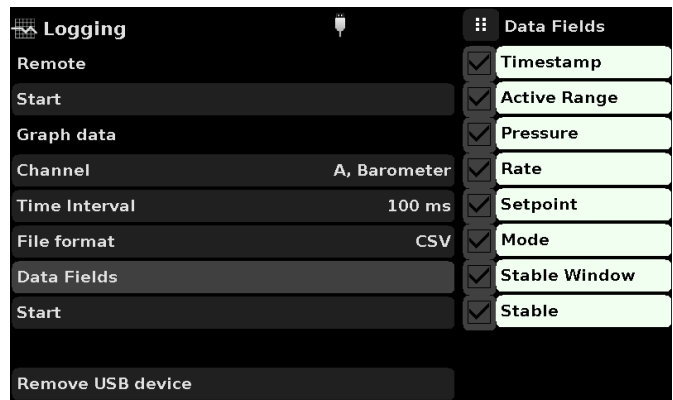 Logging
Remote
Start
Graph data
Channel A, Barometer
Time Interval 100 ms
File format CSV
Data Fields
Start
Remove USB device
Data Fields
Timestamp
Active Range
Pressure
Rate
Setpoint
Mode
Stable Window
Stable